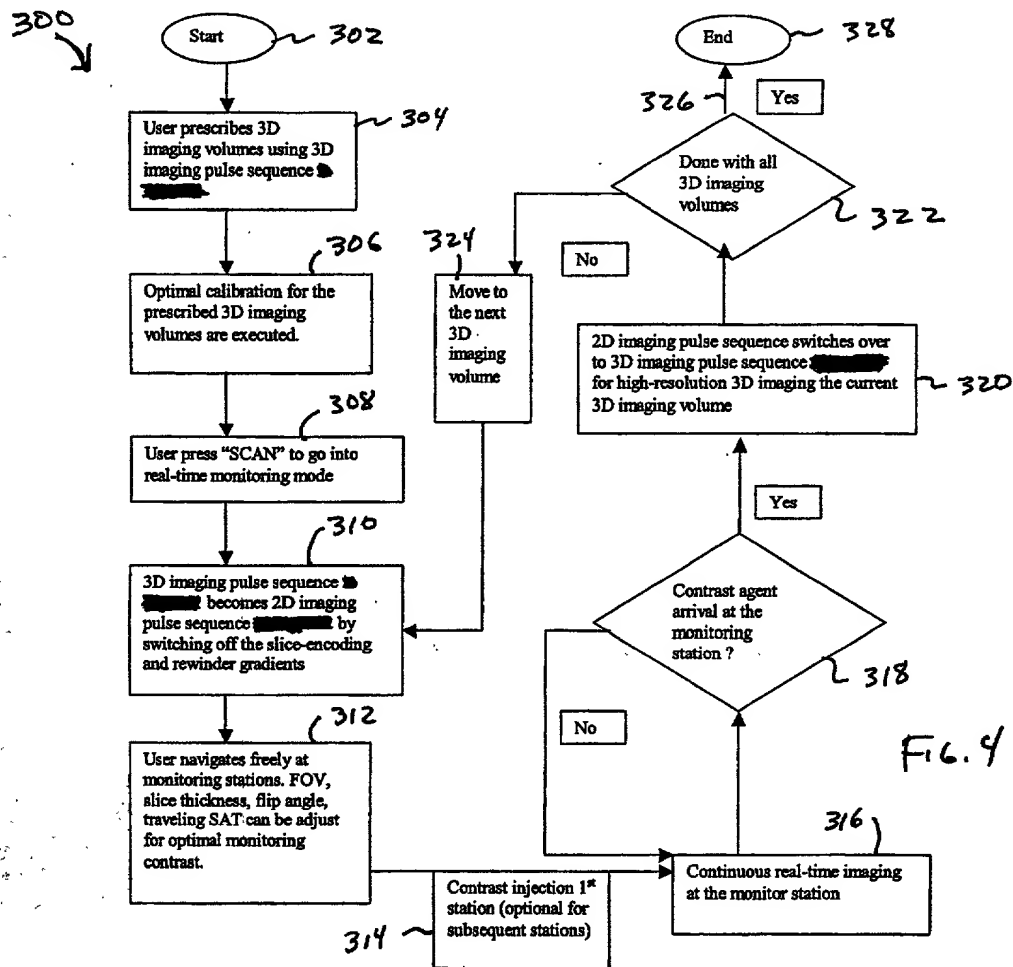 300
Start
302
User prescribes 3D
imaging volumes using 3D
imaging pulse sequence
304
306
Optimal calibration for the
prescribed 3D imaging
volumes are executed.
308
User press “SCAN” to go into
real-time monitoring mode
310
3D imaging pulse sequence
becomes 2D imaging
pulse sequence by
switching off the slice-encoding
and rewinder gradients
312
User navigates freely at
monitoring stations. FOV,
slice thickness, flip angle,
traveling SAT can be adjust
for optimal monitoring
contrast.
314
Contrast injection 1st
station (optional for
subsequent stations)
316
Continuous real-time imaging
at the monitor station
No
Contrast agent
arrival at the
monitoring
station ?
318
Yes
2D imaging pulse sequence switches over
to 3D imaging pulse sequence
for high-resolution 3D imaging the current
3D imaging volume
320
Done with all
3D imaging
volumes
322
No
324
Move to
the next
3D
imaging
volume
326
Yes
End
328
FIG. 4